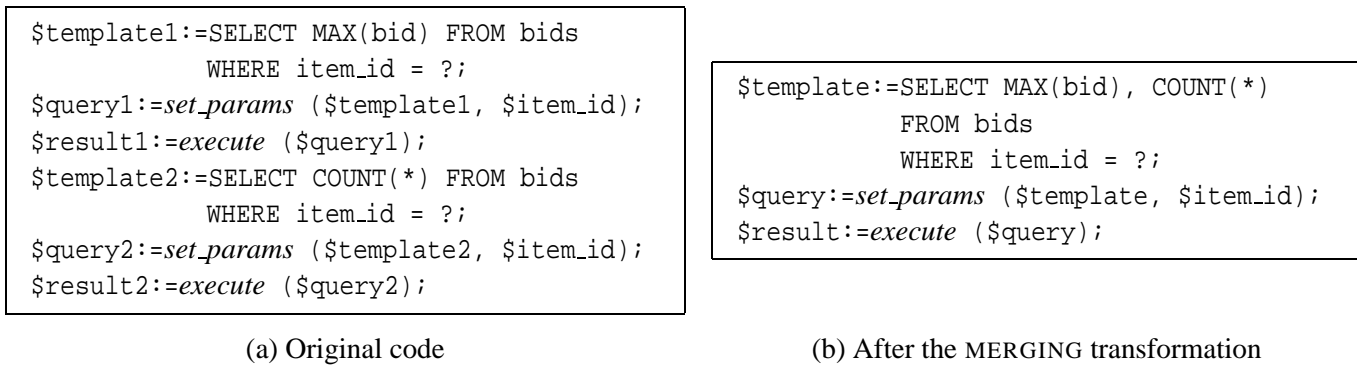 $template1:=SELECT MAX(bid) FROM bids
WHERE item_id = ?;
$query1:=set_params ($template1, $item_id);
$result1:=execute ($query1);
$template2:=SELECT COUNT(*) FROM bids
WHERE item_id = ?;
$query2:=set_params ($template2, $item_id);
$result2:=execute ($query2);
(a) Original code
$template:=SELECT MAX(bid), COUNT(*)
FROM bids
WHERE item_id = ?;
$query:=set_params ($template, $item_id);
$result:=execute ($query);
(b) After the MERGING transformation